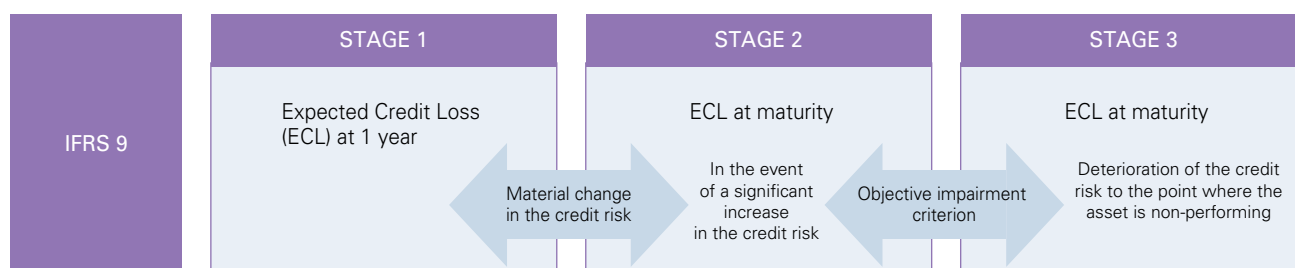 IFRS 9
STAGE 1
Expected Credit Loss
(ECL) at 1 year
Material change
in the credit risk
STAGE 2
ECL at maturity
In the event
of a significant
increase
in the credit risk
Objective impairment
criterion
STAGE 3
ECL at maturity
Deterioration of the credit
risk to the point where the
asset is non-performing